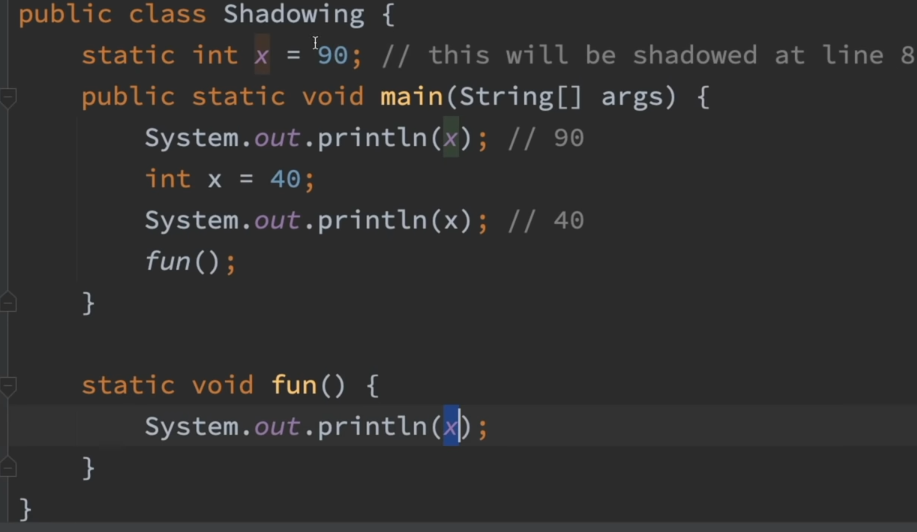 public class Shadowing {
    static int x = 90; // this will be shadowed at line 8
    public static void main(String[] args) {
        System.out.println(x); // 90
        int x = 40;
        System.out.println(x); // 40
        fun();
    }
    static void fun() {
        System.out.println(x);
    }
}